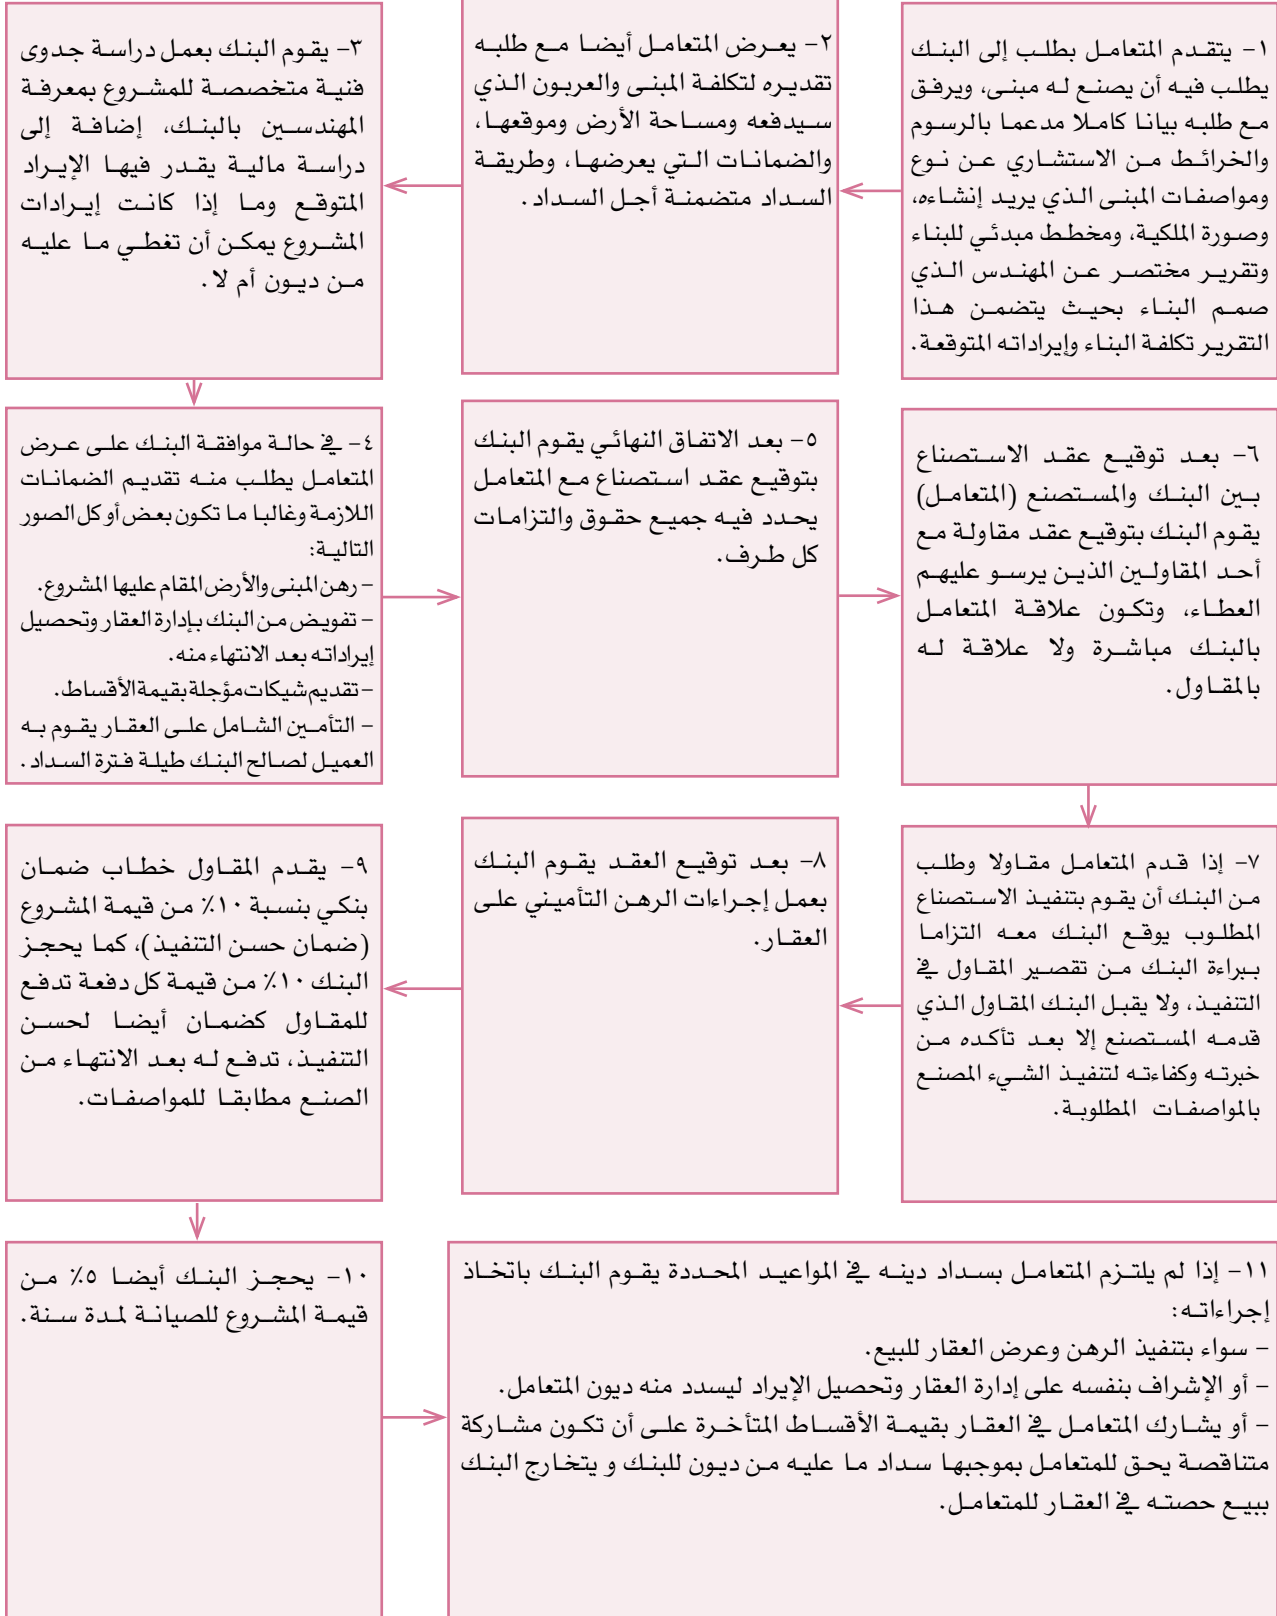 ١- يتقدم المتعامل بطلب إلى البنك
يطلب فيه أن يصنع له مبنى، ويرفق
مع طلبه بيانا كاملا مدعما بالرسوم
والخرائط من الاستشاري عن نوع
ومواصفات المبنى الذي يريد إنشاءه،
وصورة الملكية، ومخطط مبدئي للبناء
وتقرير مختصر عن المهندس الذي
صمم البناء بحيث يتضمن هذا
التقرير تكلفة البناء وإيراداته المتوقعة.
٢- يعرض المتعامل أيضا مع طلبه
تقديره لتكلفة المبنى والعربون الذي
سيدفعه ومساحة الأرض وموقعها،
والضمانات التي يعرضها، وطريقة
السداد متضمنة أجل السداد.
٣- يقوم البنك بعمل دراسة جدوى
فنية متخصصة للمشروع بمعرفة
المهندسين بالبنك، إضافة إلى
دراسة مالية يقدر فيها الإيراد
المتوقع وما إذا كانت إيرادات
المشروع يمكن أن تغطي ما عليه
من ديون أم لا.
٤- في حالة موافقة البنك على عرض
المتعامل يطلب منه تقديم الضمانات
اللازمة وغالبا ما تكون بعض أو كل الصور
التالية:
- رهن المبنى والأرض المقام عليها المشروع.
- تفويض من البنك بإدارة العقار وتحصيل
إيراداته بعد الانتهاء منه.
- تقديم شيكات مؤجلة بقيمة الأقساط.
- التأمين الشامل على العقار يقوم به
العميل لصالح البنك طيلة فترة السداد.
٥- بعد الاتفاق النهائي يقوم البنك
بتوقيع عقد استصناع مع المتعامل
يحدد فيه جميع حقوق والتزامات
كل طرف.
٦- بعد توقيع عقد الاستصناع
بين البنك والمستصنع (المتعامل)
يقوم البنك بتوقيع عقد مقاولة مع
أحد المقاولين الذين يرسو عليهم
العطاء، وتكون علاقة المتعامل
بالبنك مباشرة ولا علاقة له
بالمقاول.
٧- إذا قدم المتعامل مقاولا وطلب
من البنك أن يقوم بتنفيذ الاستصناع
المطلوب يوقع البنك معه التزاما
ببراءة البنك من تقصير المقاول في
التنفيذ، ولا يقبل البنك المقاول الذي
قدمه المستصنع إلا بعد تأكده من
خبرته وكفاءته لتنفيذ الشيء المصنع
بالمواصفات المطلوبة.
٨- بعد توقيع العقد يقوم البنك
بعمل إجراءات الرهن التأميني على
العقار.
٩- يقدم المقاول خطاب ضمان
بنكي بنسبة ١٠٪ من قيمة المشروع
(ضمان حسن التنفيذ)، كما يحجز
البنك ١٠٪ من قيمة كل دفعة تدفع
للمقاول كضمان أيضا لحسن
التنفيذ، تدفع له بعد الانتهاء من
الصنع مطابقا للمواصفات.
١٠- يحجز البنك أيضا ٥٪ من
قيمة المشروع للصيانة لمدة سنة.
١١- إذا لم يلتزم المتعامل بسداد دينه في المواعيد المحددة يقوم البنك باتخاذ
إجراءاته:
- سواء بتنفيذ الرهن وعرض العقار للبيع.
- أو الإشراف بنفسه على إدارة العقار وتحصيل الإيراد ليسدد منه ديون المتعامل.
- أو يشارك المتعامل في العقار بقيمة الأقساط المتأخرة على أن تكون مشاركة
متناقصة يحق للمتعامل بموجبها سداد ما عليه من ديون للبنك و يتخارج البنك
ببيع حصته في العقار للمتعامل.